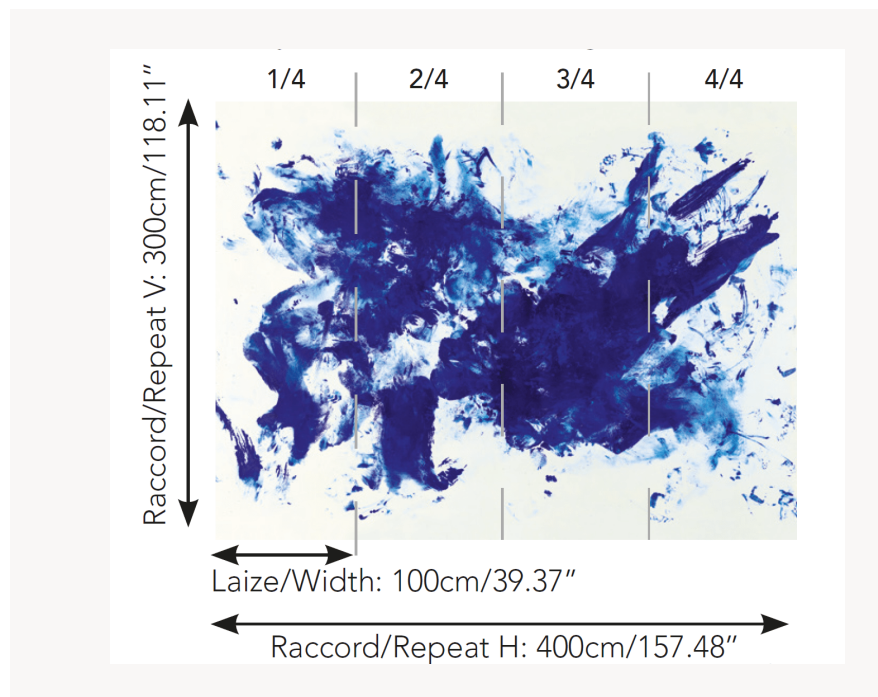 1/4 2/4 3/4 4/4
Raccord/Repeat V: 300cm/118.11”
Laize/Width: 100cm/39.37”
Raccord/Repeat H: 400cm/157.48”